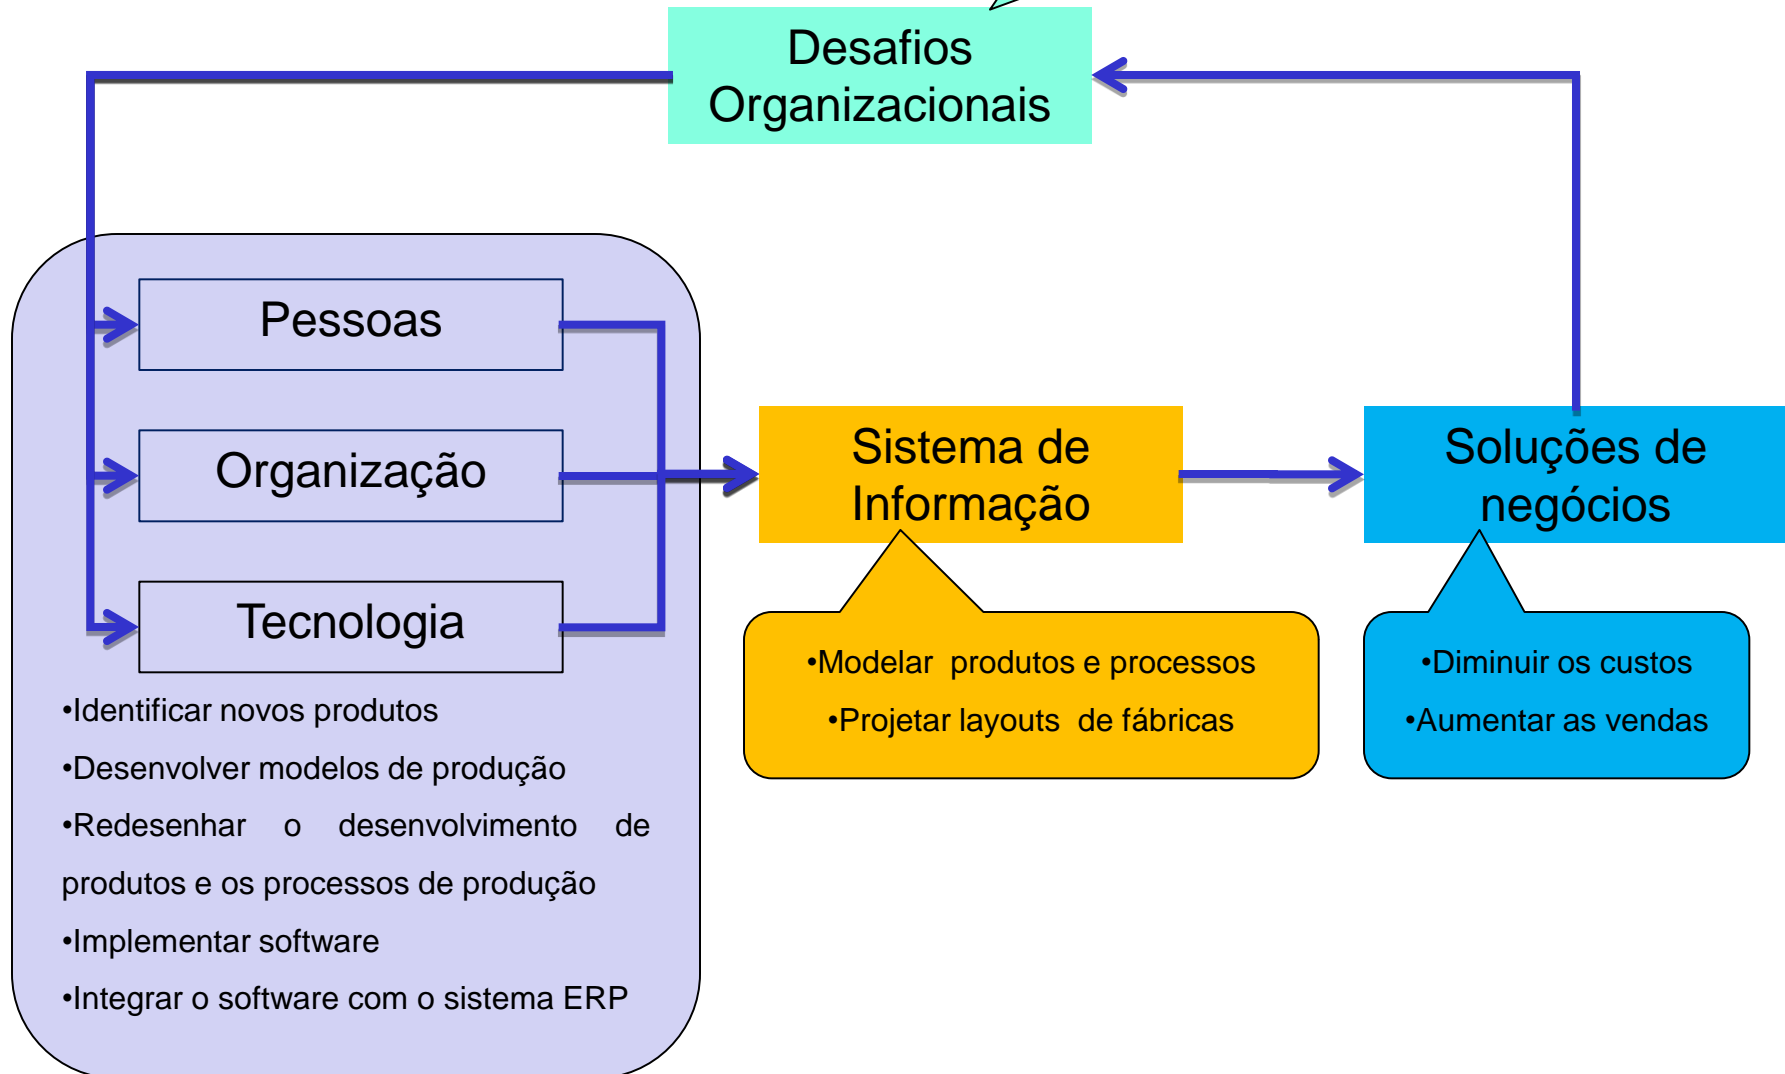 Desafios
Organizacionais
Pessoas
Organização
Tecnologia
•Identificar novos produtos
•Desenvolver modelos de produção
•Redesenhar o desenvolvimento de
produtos e os processos de produção
•Implementar software
•Integrar o software com o sistema ERP
Sistema de
Informação
•Modelar produtos e processos
•Projetar layouts de fábricas
Soluções de
negócios
•Diminuir os custos
•Aumentar as vendas